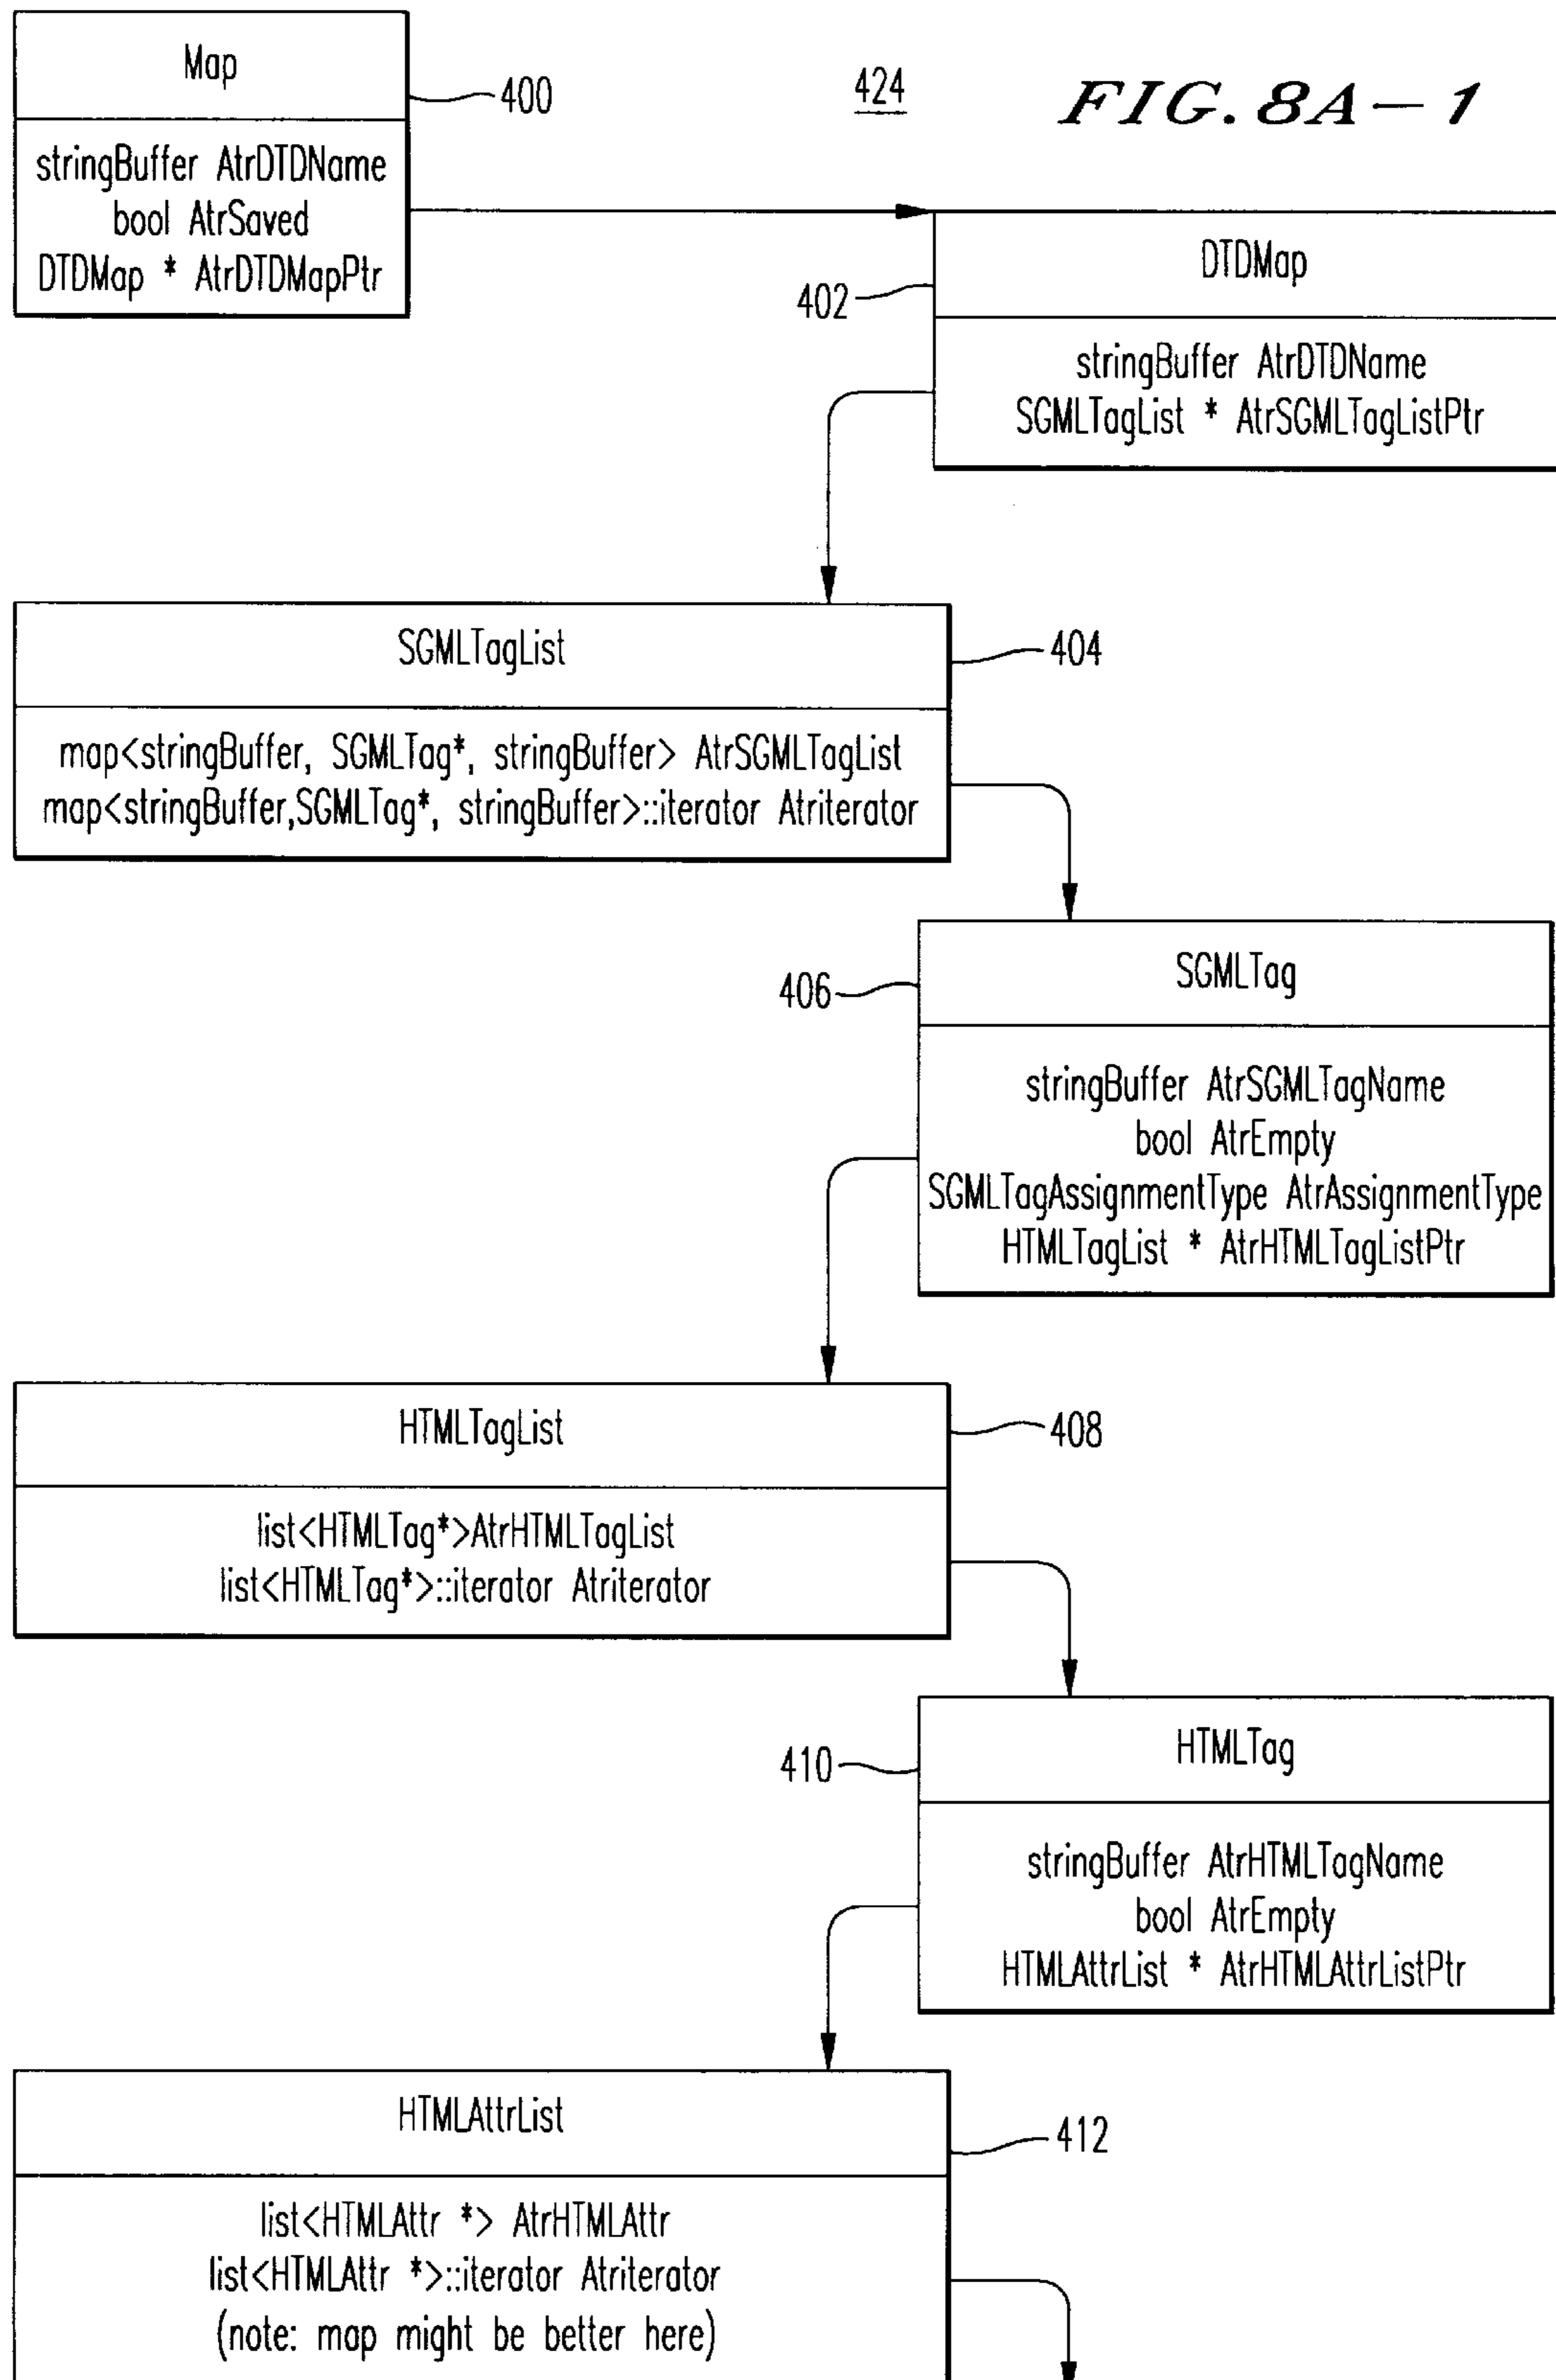 Map
400
424
FIG. 8A-1
stringBuffer AtrDTDName
bool AtrSaved
DTDMap * AtrDTDMapPtr
DTDMap
402
stringBuffer AtrDTDName
SGMLTagList * AtrSGMLTagListPtr
SGMLTagList
404
map<stringBuffer, SGMLTag*, stringBuffer> AtrSGMLTagList
map<stringBuffer,SGMLTag*, stringBuffer>::iterator Atriterator
SGMLTag
406
stringBuffer AtrSGMLTagName
bool AtrEmpty
SGMLTagAssignmentType AtrAssignmentType
HTMLTagList * AtrHTMLTagListPtr
HTMLTagList
408
list<HTMLTag*>AtrHTMLTagList
list<HTMLTag*>::iterator Atriterator
HTMLTag
410
stringBuffer AtrHTMLTagName
bool AtrEmpty
HTMLAttrList * AtrHTMLAttrListPtr
HTMLAttrList
412
list<HTMLAttr *> AtrHTMLAttr
list<HTMLAttr *>::iterator Atriterator
(note: map might be better here)